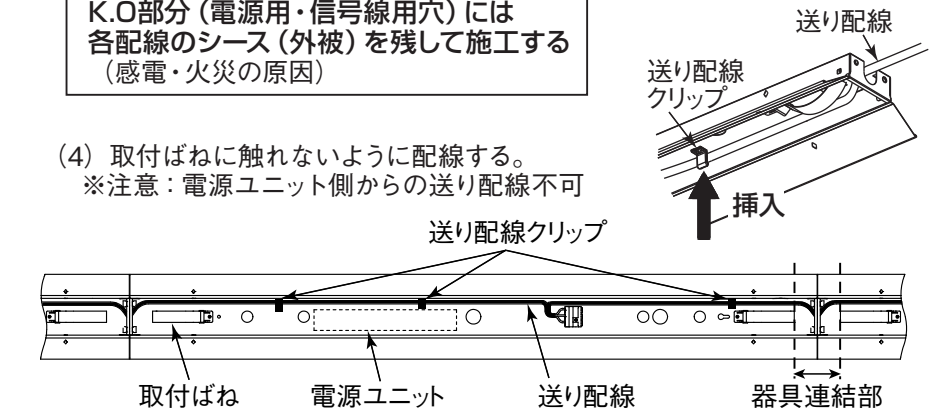 K.O部分（電源用・信号線用穴）には
各配線のシース（外被）を残して施工する
（感電・火災の原因）
送り配線
送り配線
クリップ
挿入
（4）取付ばねに触れないように配線する。
※注意：電源ユニット側からの送り配線不可
送り配線クリップ
取付ばね
電源ユニット
送り配線
器具連結部